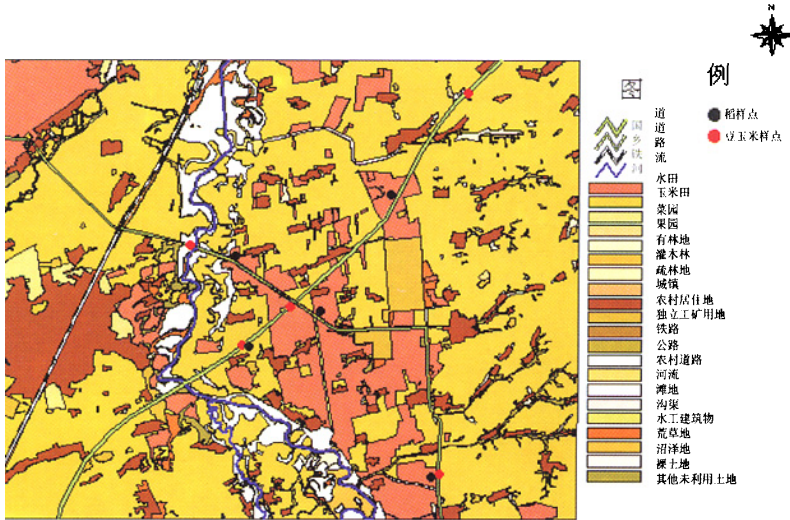 N
图例
国道
乡道
铁路
河流
稻样点
豆玉米样点
水田
玉米田
菜园
果园
有林地
灌木林
疏林地
城镇
农村居住地
独立工矿用地
铁路
公路
农村道路
河流
滩地
沟渠
水工建筑物
荒草地
沼泽地
裸土地
其他未利用土地